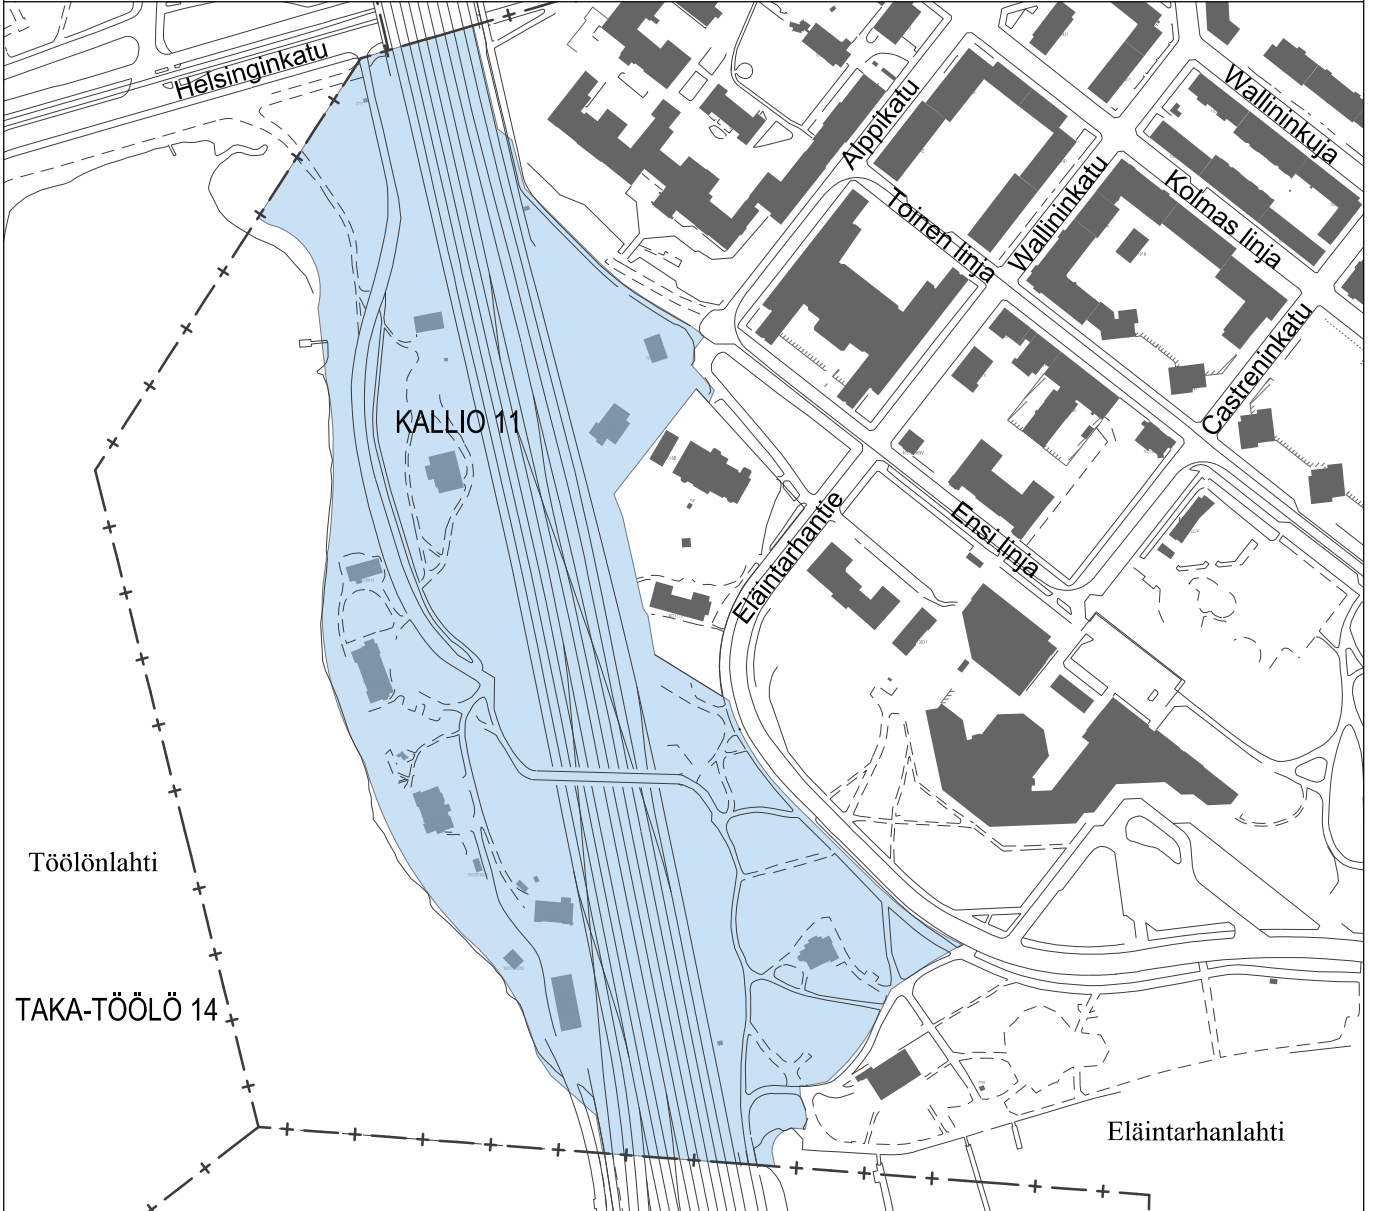 Helsinginkatu
Alppikatu
Wallininkuja
Wallininkatu
Kolmas linja
Toinen linja
Castreninkatu
KALLIO 11
Ensi linja
Eläintarhantie
Töölönlahti
TAKA-TÖÖLÖ 14
Eläintarhanlahti